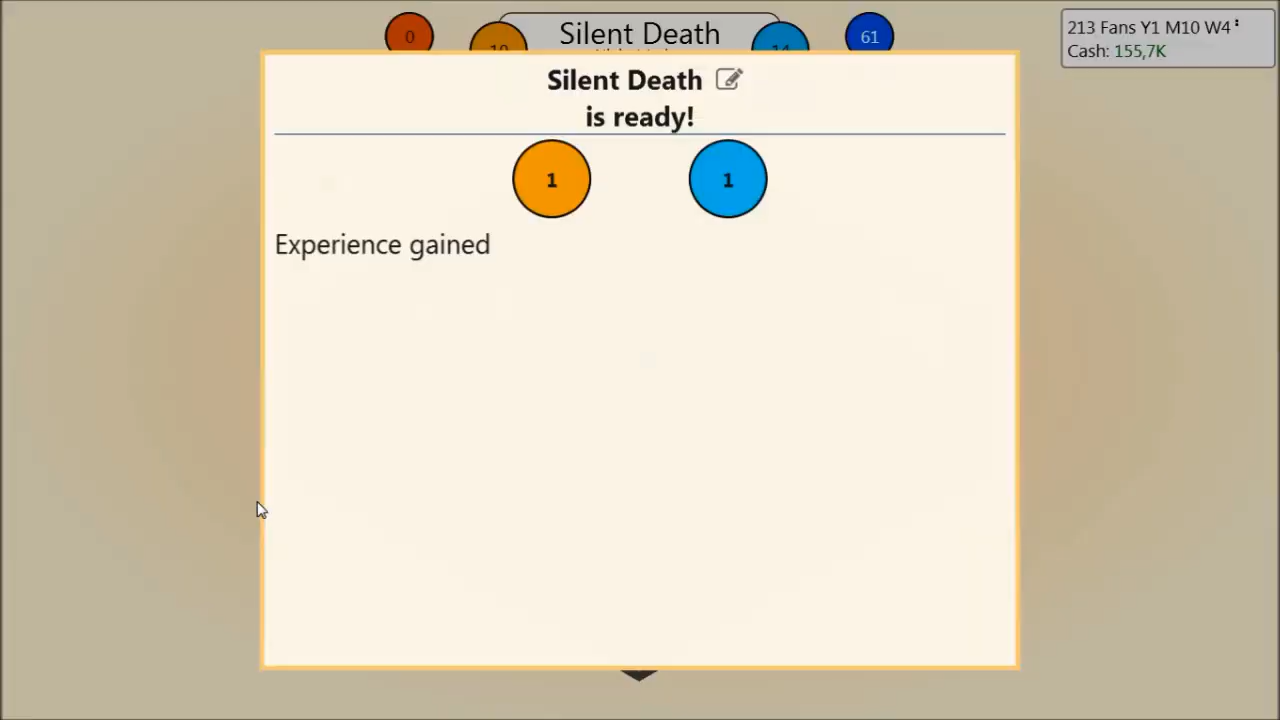 0
Silent Death
61
213 Fans Y1 M10 W4
Cash: 155,7K
Silent Death
is ready!
1
1
Experience gained